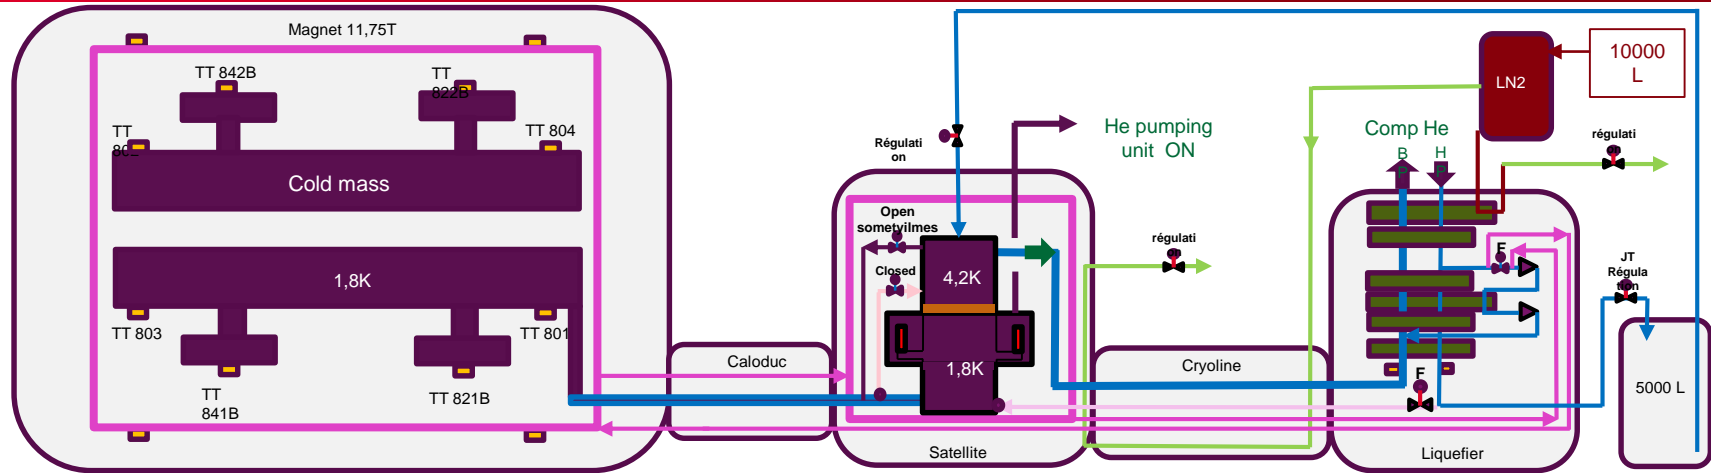 Magnet 11,75T
TT 842B
TT
822B
TT
TT 804
Cold mass
1,8K
TT 803
TT 801
TT
841B
TT 821B
Caloduc
Régulati
on
He pumping
unit ON
Open
sometvilmes
Closed
4,2K
1,8K
Satellite
régulati
Cryoline
Comp He
B
H
LN2
10000
L
régulati
F
JT
Régula
tion
F
5000 L
Liquefier